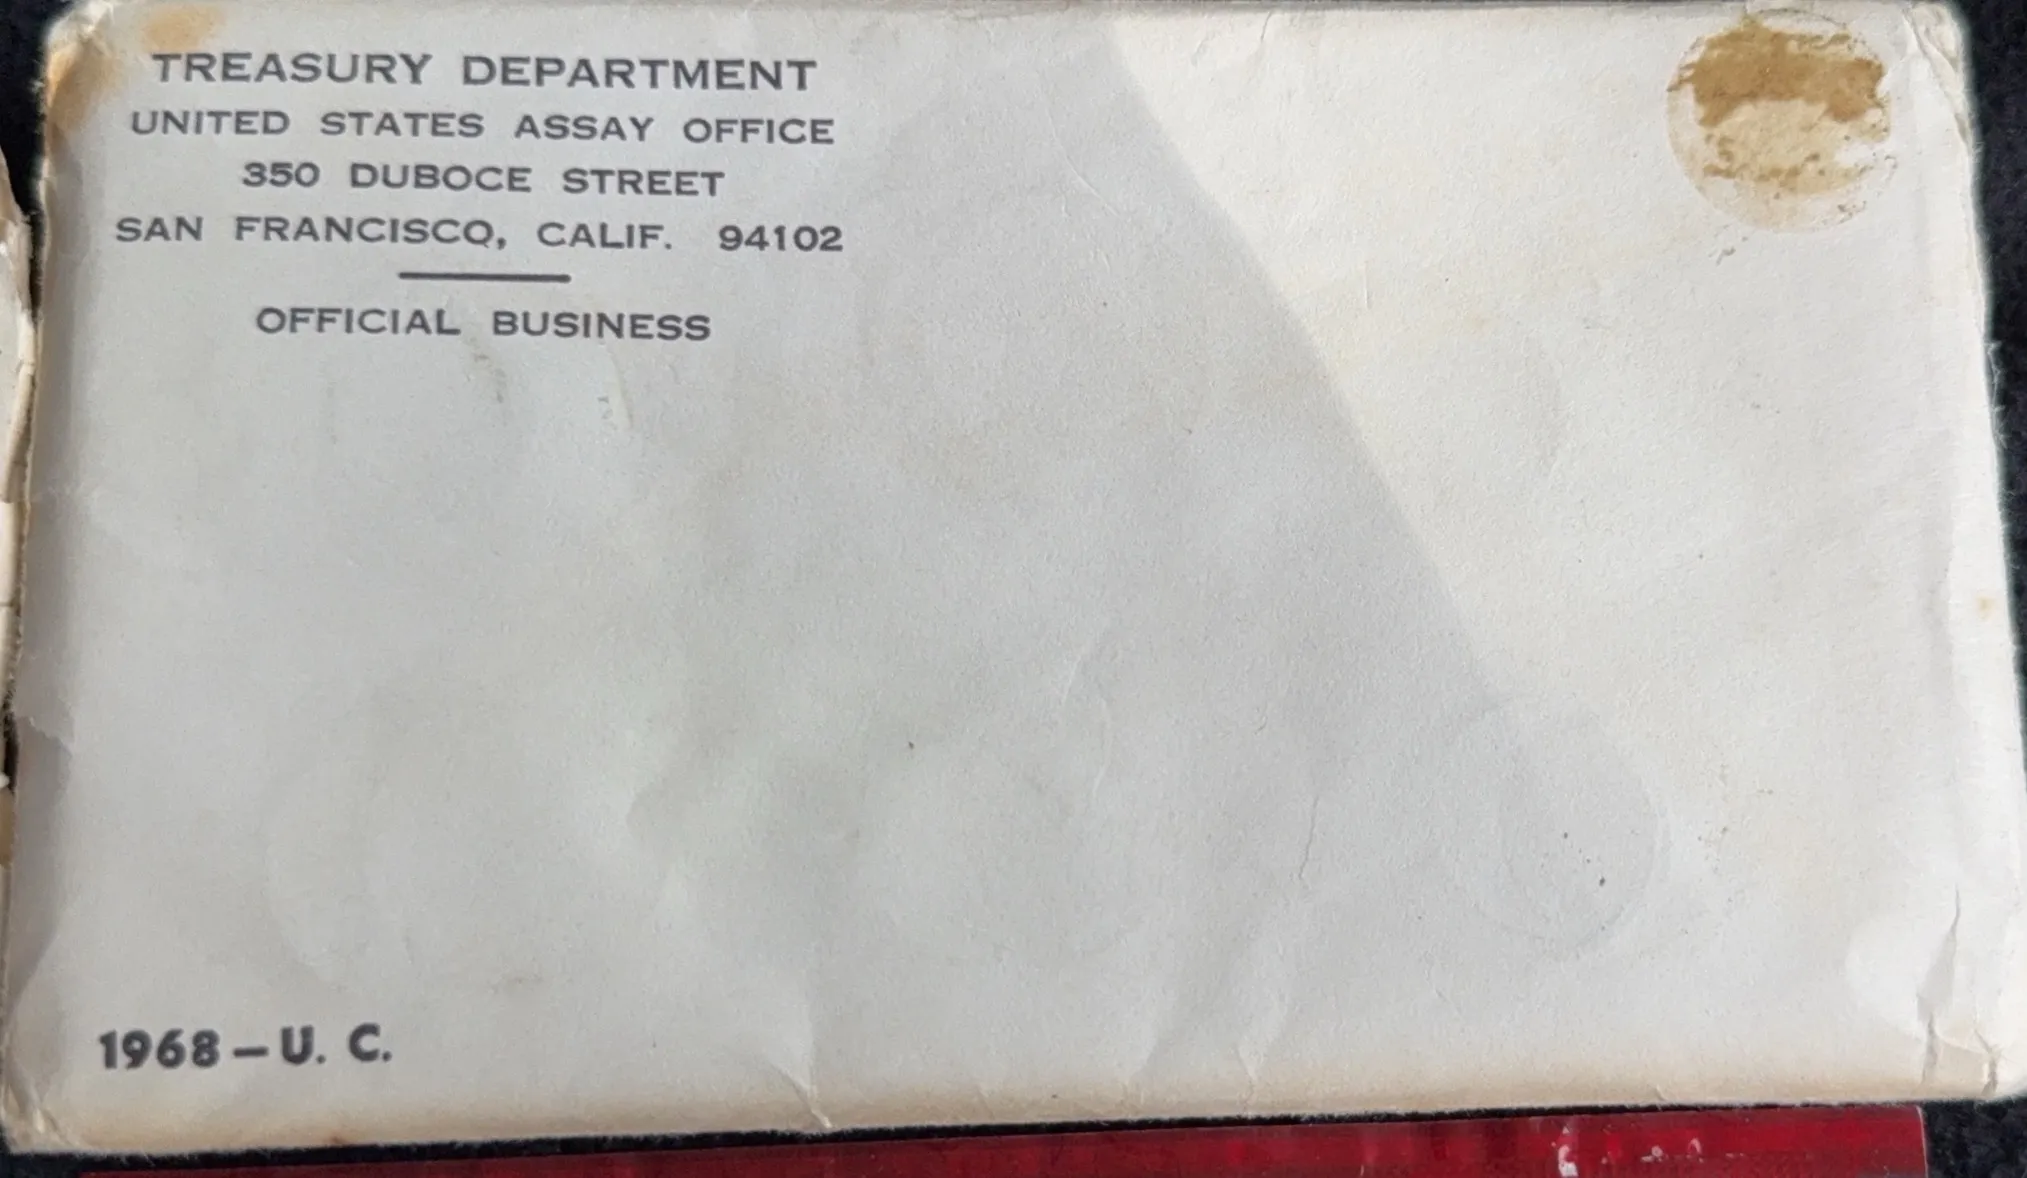 TREASURY DEPARTMENT
UNITED STATES ASSAY OFFICE
350 DUBOCE STREET
SAN FRANCISCO, CALIF. 94102
OFFICIAL BUSINESS
1968 – U. C.